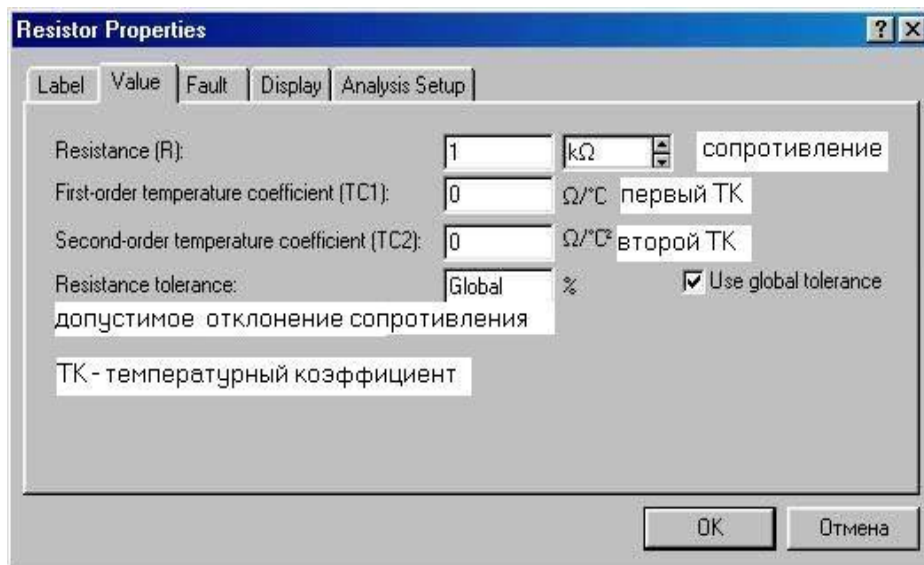 Resistor Properties
Label Value Fault Display Analysis Setup
Resistance (R): 1 kΩ сопротивление
First-order temperature coefficient (TC1): 0 Ω/°C первый ТК
Second-order temperature coefficient (TC2): 0 Ω/°C² второй ТК
Resistance tolerance: Global % Use global tolerance
допустимое отклонение сопротивления
ТК - температурный коэффициент
OK Отмена